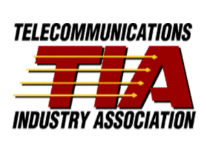 TELECOMMUNICATIONS
TIA
INDUSTRY ASSOCIATION